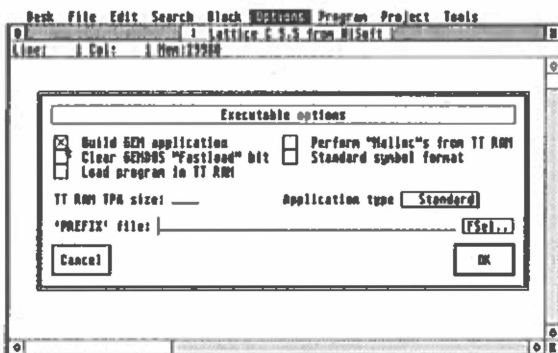 Desk File Edit Search Block Options Program Project Tools
1 Lattice C 5.5 from HiSoft
Line: 1 Col: 1 Mem:
Executable options
Build GEM application
Perform "Malloc"s from TT RAM
Clear GEMDOS "Fastload" bit
Standard symbol format
Load program in TT RAM
TT RAM TPA size: ___
Application type Standard
'PREFIX' file:
FSel..
Cancel
OK